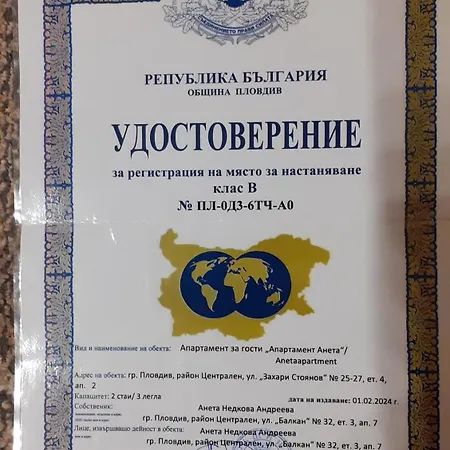 СЪЕДИНЕНИЕТО ПРАВИ СИЛАТА
РЕПУБЛИКА БЪЛГАРИЯ
ОБЩИНА ПЛОВДИВ
УДОСТОВЕРЕНИЕ
за регистрация на място за настаняване
клас В
№ ПЛ-0ДЗ-6ТЧ-А0
Вид и наименование на обекта: Апартамент за гости „Апартамент Анета“/
Anetaapartment
Адрес на обекта: гр. Пловдив, район Централен, ул. „Захари Стоянов“ № 25-27, ет. 4,
ап. 2
Капацитет: 2 стаи/ 3 легла дата на издаване: 01.02.2024 г.
Собственик: Анета Недкова Андреева
гр. Пловдив, район Централен, ул. „Балкан“ № 32, ет. 3, ап. 7
Лице, извършващо дейност в обекта: Анета Недкова Андреева
гр. Пловдив, район Централен, ул. „Балкан“ № 32, ет. 3, ап. 7